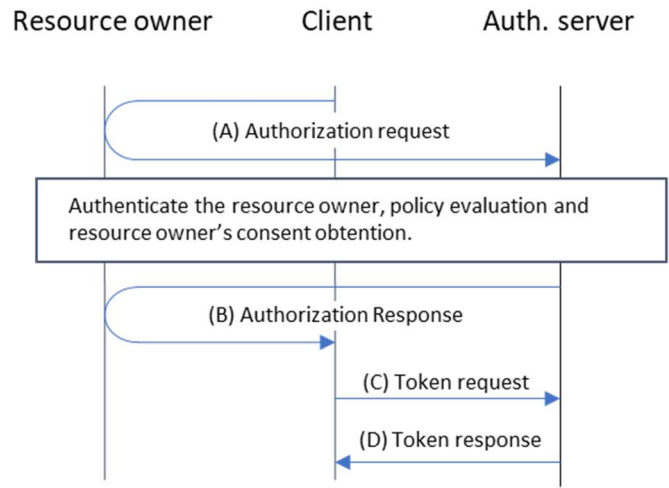 Resource owner
Client
Auth. server
(A) Authorization request
Authenticate the resource owner, policy evaluation and
resource owner's consent obtention.
(B) Authorization Response
(C) Token request
(D) Token response